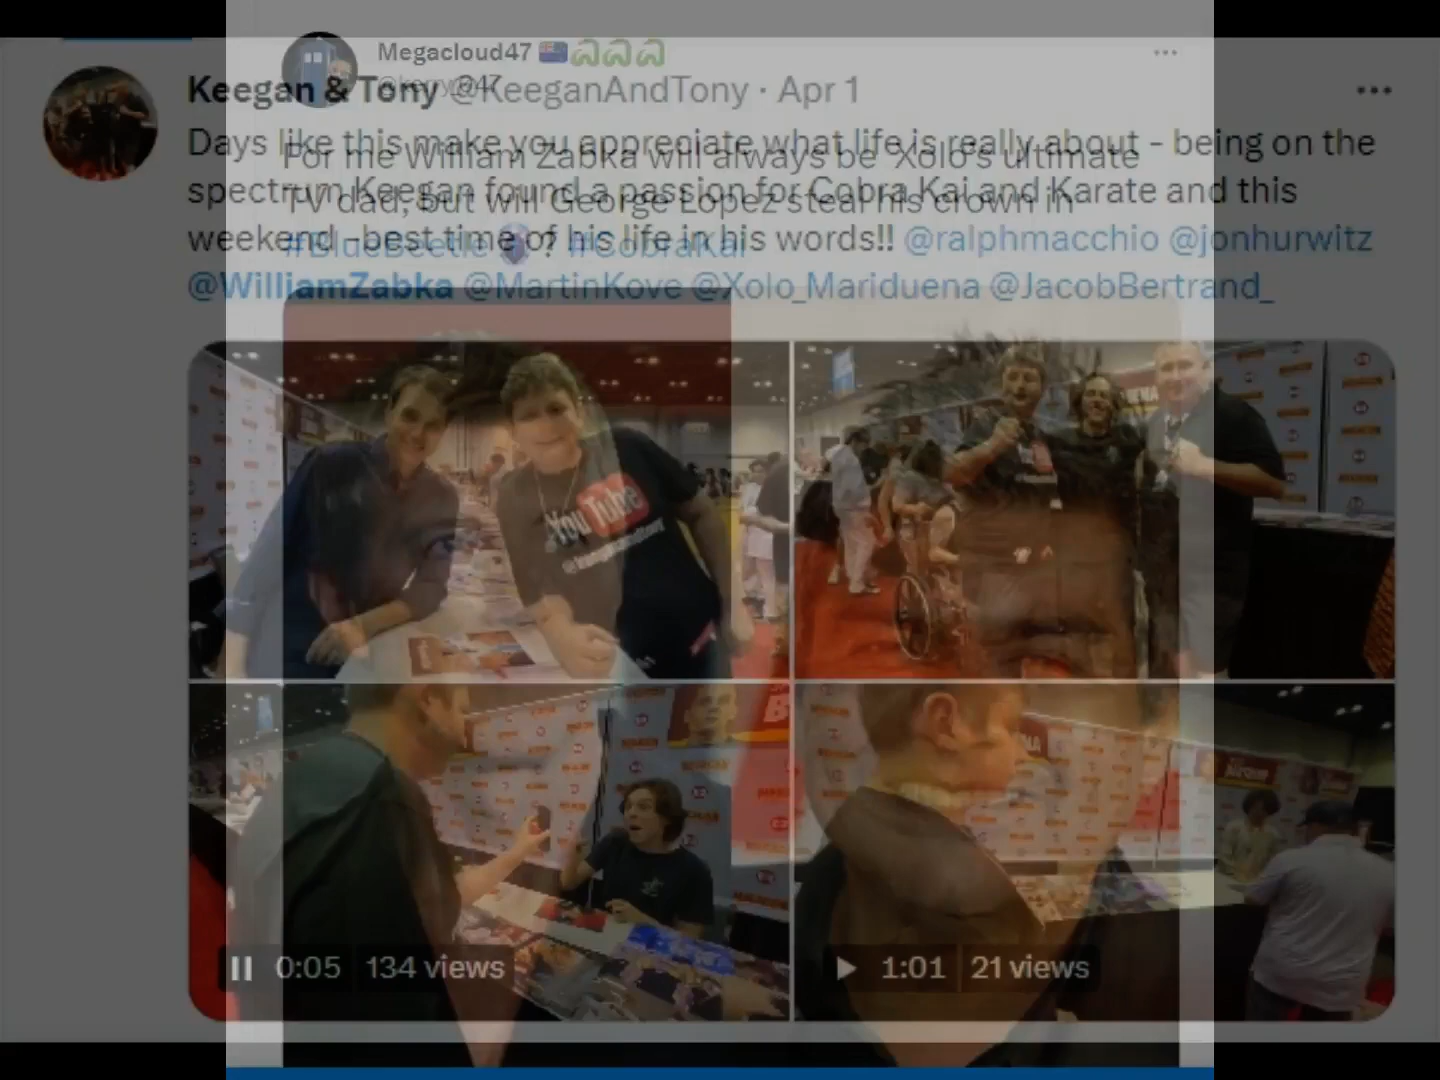 Megacloud47
Keegan & Tony @KeeganAndTony · Apr 1
Days like this make you appreciate what life is really about - being on the
For me William Zabka will always be Xolo's ultimate
spectrum Keegan found a passion for Cobra Kai and Karate and this
TV dad, but will George Lopez steal his crown in
weekend -best time of his life in his words!! @ralphmacchio @jonhurwitz
#BlueBeetle ? #CobraKai
@WilliamZabka @MartinKove @Xolo_Mariduena @JacobBertrand_
YouTube
0:05 134 views
1:01 21 views